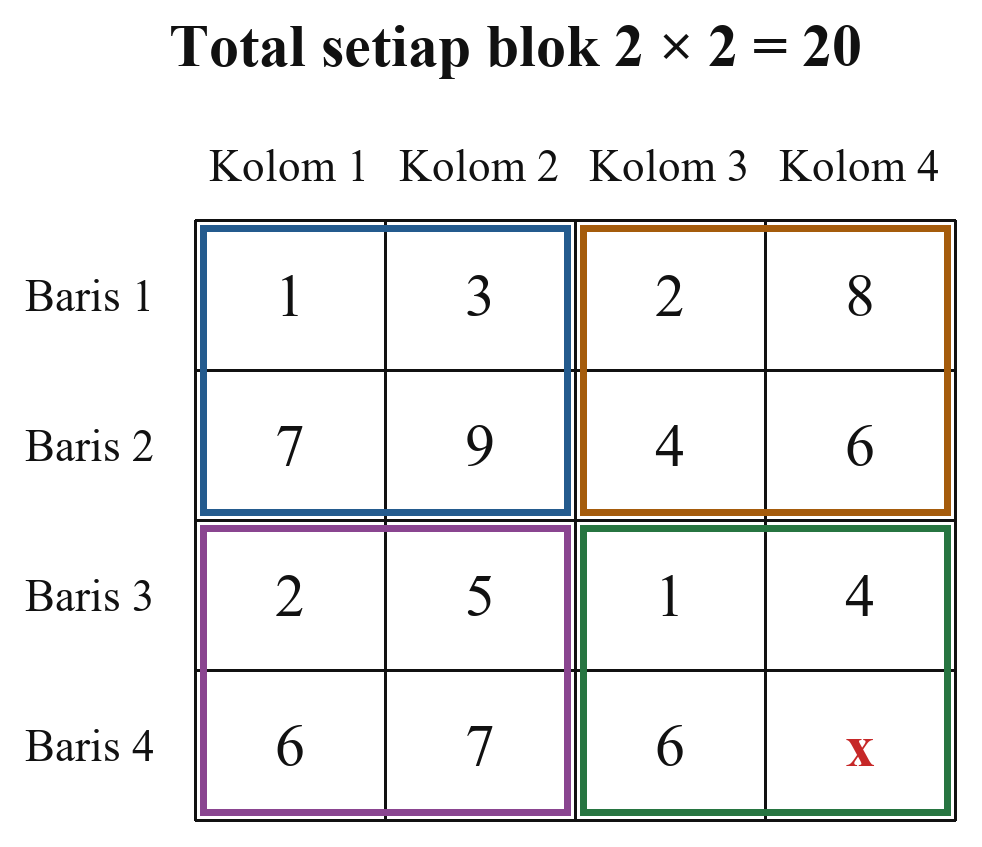 Total setiap blok 2 × 2 = 20
Kolom 1 Kolom 2 Kolom 3 Kolom 4
Baris 1 1 3 2 8
Baris 2 7 9 4 6
Baris 3 2 5 1 4
Baris 4 6 7 6 x